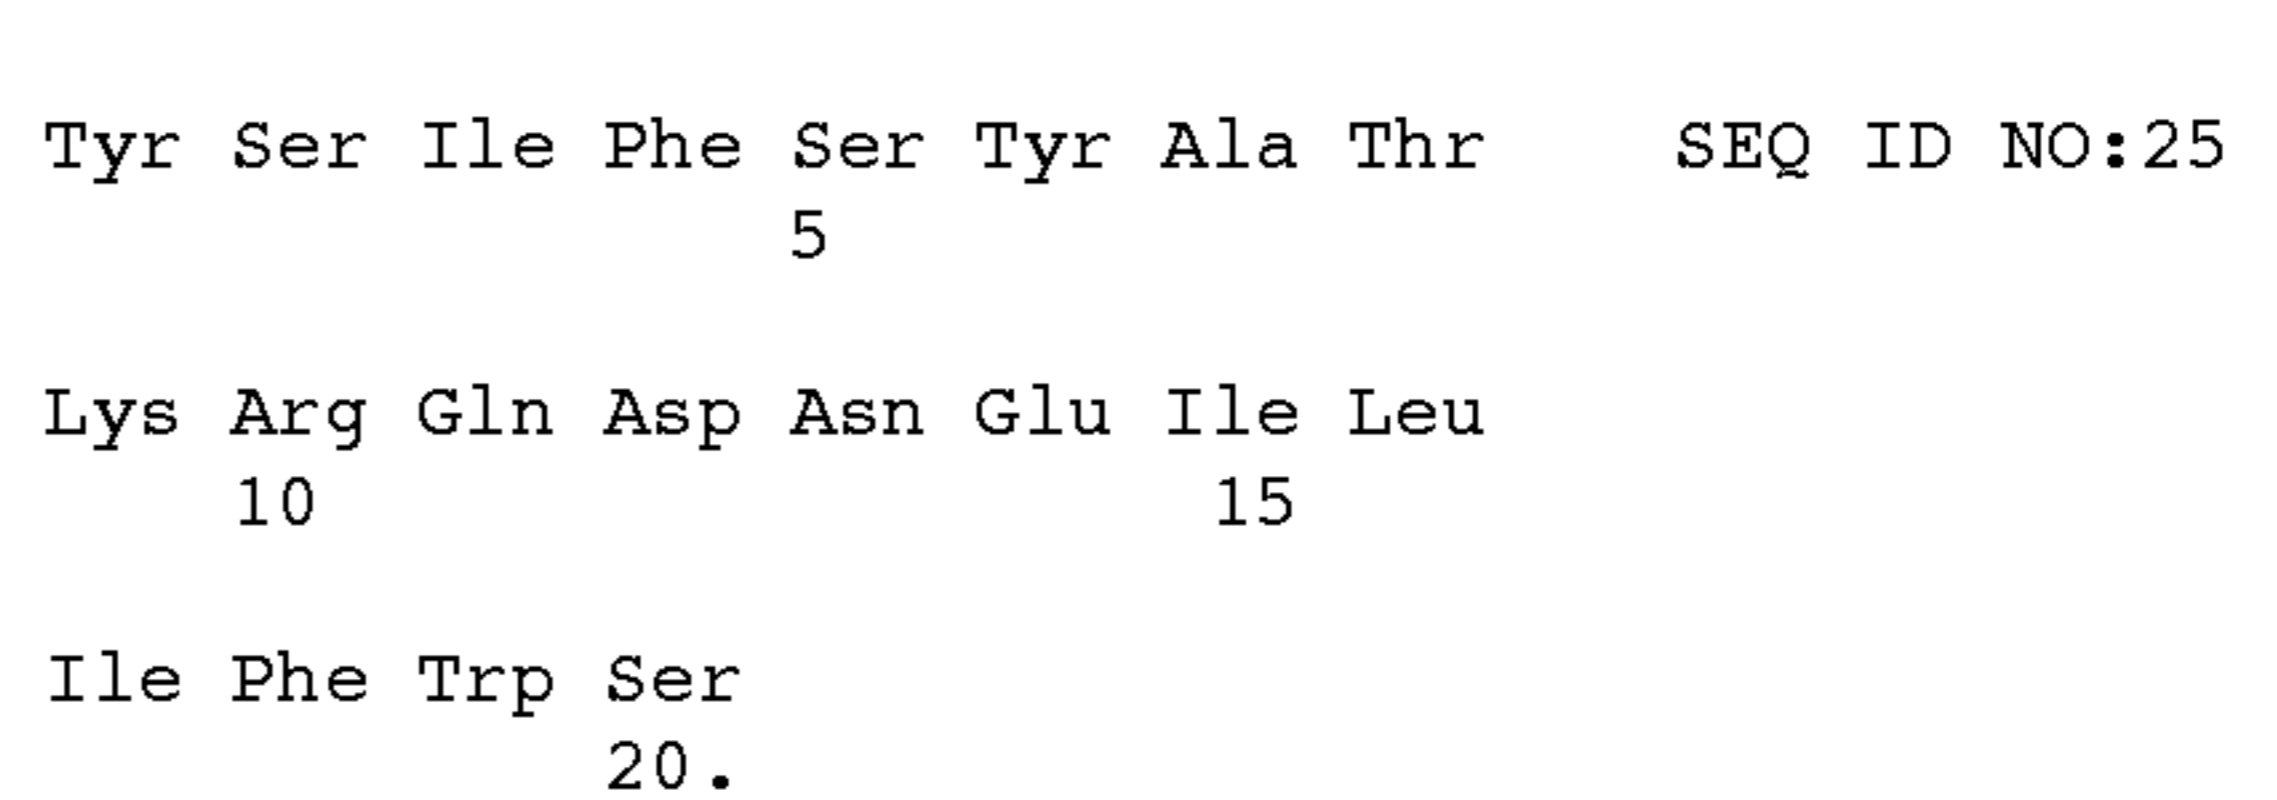 Tyr Ser Ile Phe Ser Tyr Ala Thr SEQ ID NO:25
5
Lys Arg Gln Asp Asn Glu Ile Leu
10 15
Ile Phe Trp Ser
20.